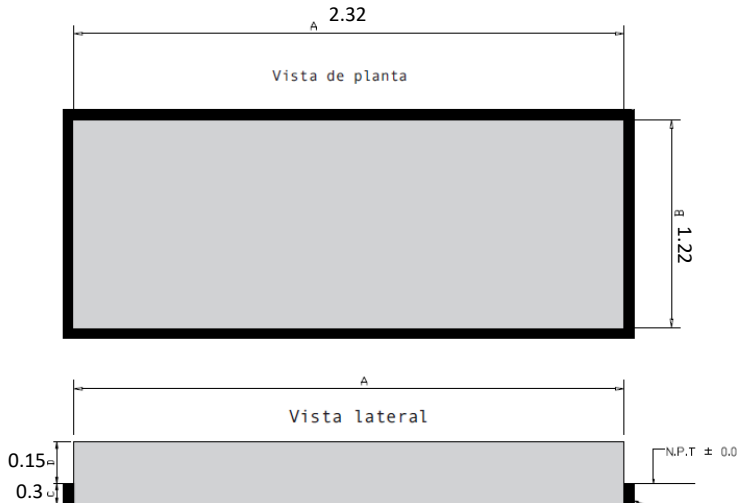 A 2.32
Vista de planta
B 1.22
A
Vista lateral
0.15 D
N.P.T ± 0.0
0.3 C